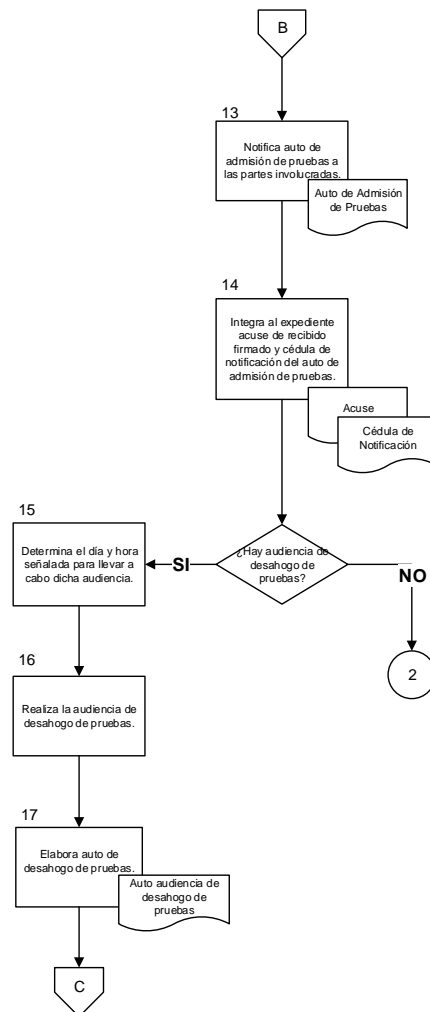 B
13
Notifica auto de
admisión de pruebas a
las partes involucradas.
Auto de Admisión
de Pruebas
14
Integra al expediente
acuse de recibido
firmado y cédula de
notificación del auto de
admisión de pruebas.
Acuse
Cédula de
Notificación
¿Hay audiencia de
desahogo de
pruebas?
SI
NO
2
15
Determina el día y hora
señalada para llevar a
cabo dicha audiencia.
16
Realiza la audiencia de
desahogo de pruebas.
17
Elabora auto de
desahogo de pruebas.
Auto audiencia de
desahogo de
pruebas
C